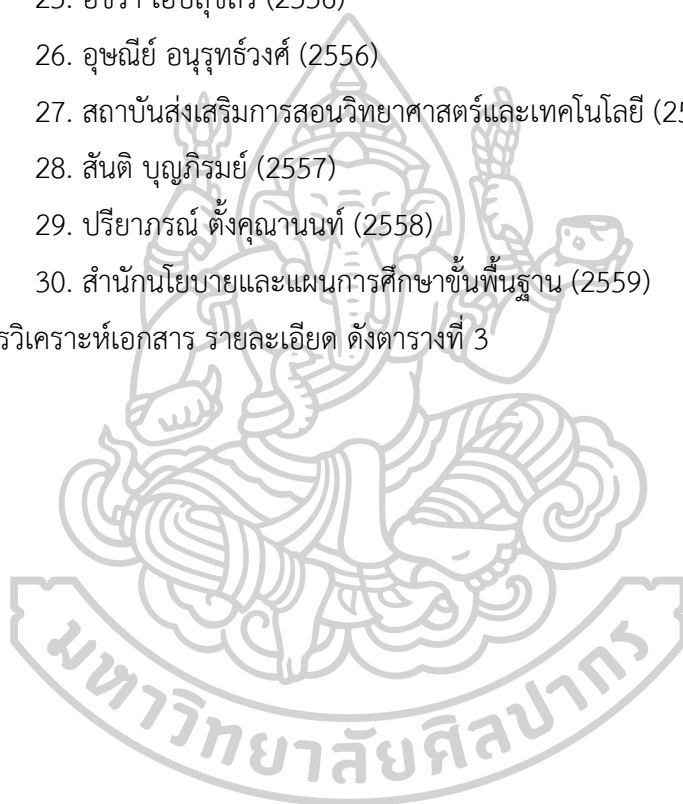 26. อุษณีย์ อนุรุทธ์วงศ์ (2556)
27. สถาบันส่งเสริมการสอนวิทยาศาสตร์และเทคโนโลยี (25
28. สันติ บุญภิรมย์ (2557)
29. ปรียาภรณ์ ตั้งคุณานนท์ (2558)
30. สำนักนโยบายและแผนการศึกษาขั้นพื้นฐาน (2559)
รวิเคราะห์เอกสาร รายละเอียด ดังตารางที่ 3
มหาวิทยาลัยศิลปากร